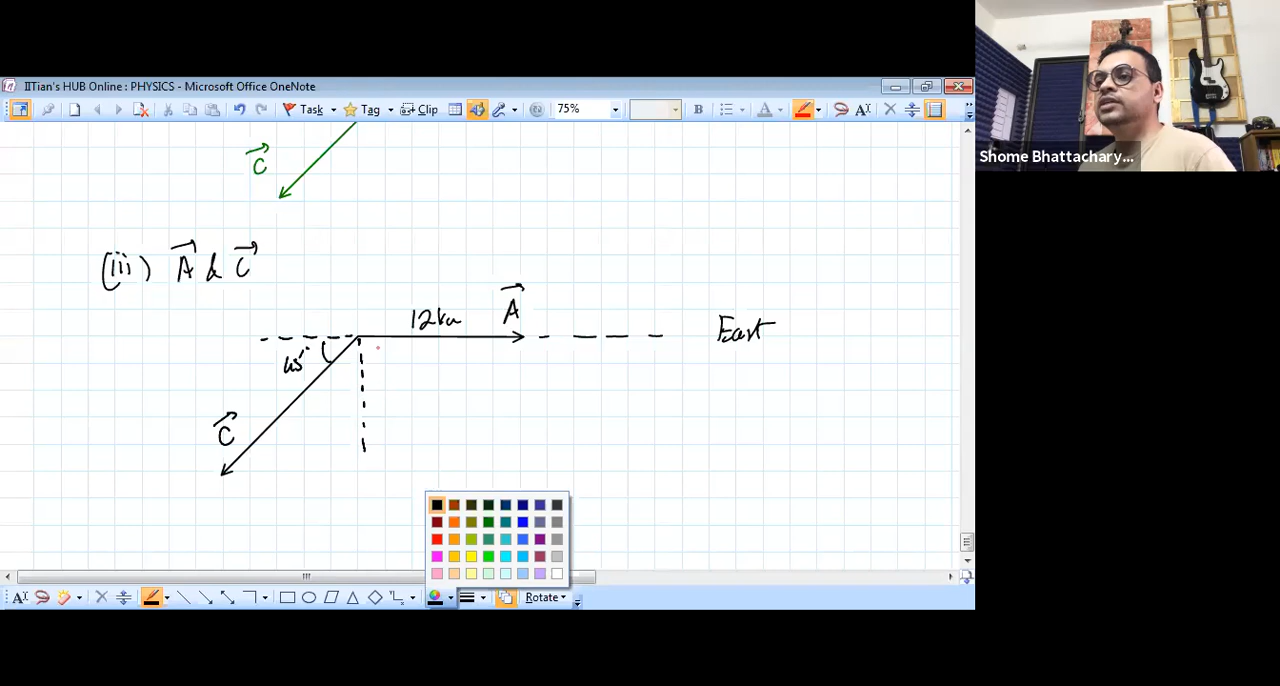 IITian's HUB Online : PHYSICS - Microsoft Office OneNote
Task Tag Clip 75% B A A
Shome Bhattachary...
C
(iii) A & C
12km A
East
45°
C
A Rotate